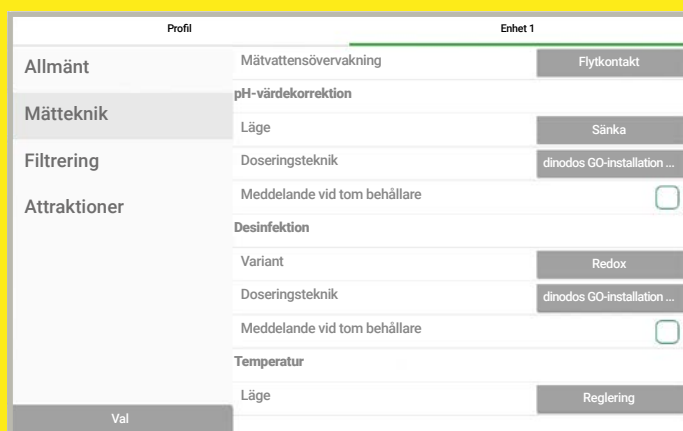 Profil
Enhet 1
Allmänt
Mätteknik
Filtrering
Attraktioner
Val
Mätvattensövervakning Flytkontakt
pH-värdekorrektion
Läge Sänka
Doseringsteknik dinodos GO-installation ...
Meddelande vid tom behållare
Desinfektion
Variant Redox
Doseringsteknik dinodos GO-installation ...
Meddelande vid tom behållare
Temperatur
Läge Reglering